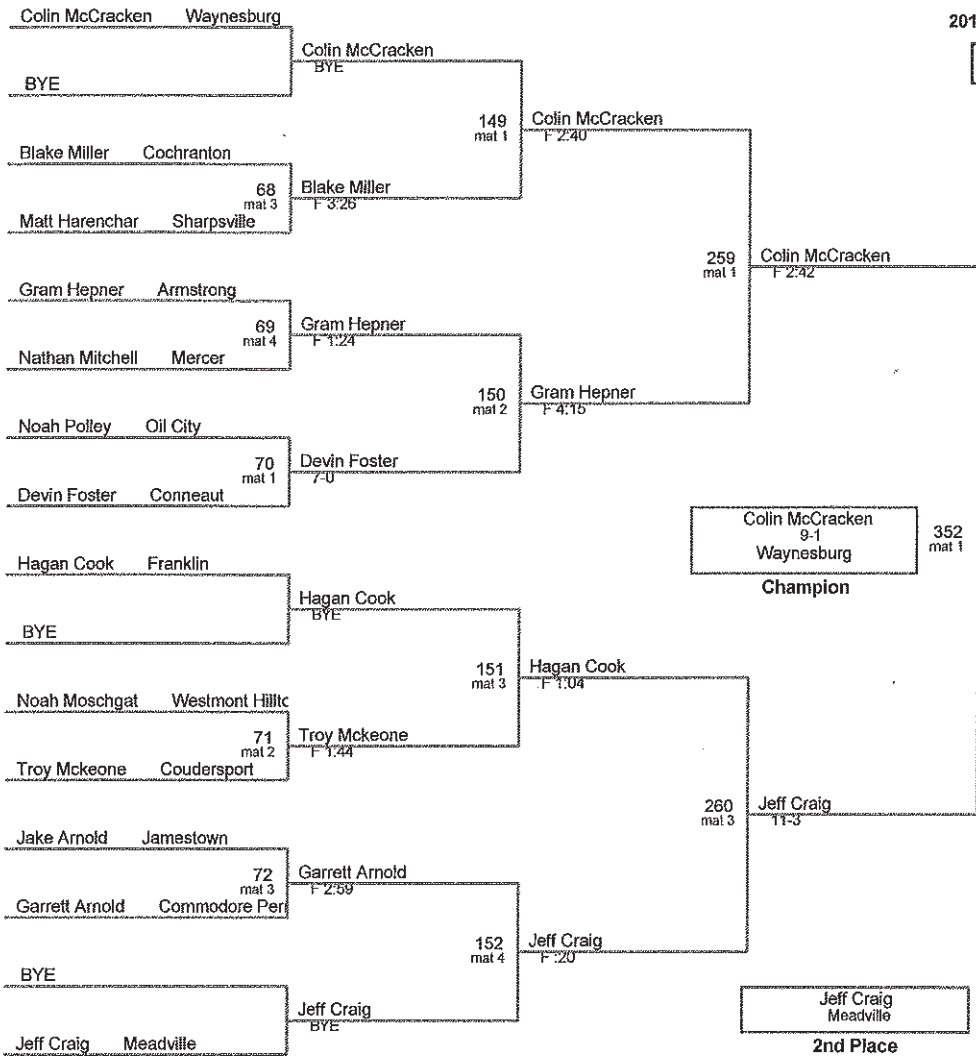 Colin McCracken Waynesburg
201
Colin McCracken
BYE
BYE
149
mat 1
Colin McCracken
F 2:40
Blake Miller Cochranton
68
mat 3
Blake Miller
F 3:26
Matt Harenchar Sharpsville
259
mat 1
Colin McCracken
F 2:42
Gram Hepner Armstrong
69
mat 4
Gram Hepner
F 1:24
Nathan Mitchell Mercer
150
mat 2
Gram Hepner
F 4:15
Noah Polley Oil City
70
mat 1
Devin Foster
7-0
Devin Foster Conneaut
Colin McCracken
9-1
Waynesburg
352
mat 1
Champion
Hagan Cook Franklin
Hagan Cook
BYE
BYE
151
mat 3
Hagan Cook
F 1:04
Noah Moschgat Westmont Hilltc
71
mat 2
Troy Mckeone
F 1:44
Troy Mckeone Coudersport
260
mat 3
Jeff Craig
11-3
Jake Arnold Jamestown
72
mat 3
Garrett Arnold
F 2:59
Garrett Arnold Commodore Peri
152
mat 4
Jeff Craig
F :20
BYE
Jeff Craig
BYE
Jeff Craig Meadville
Jeff Craig
Meadville
2nd Place